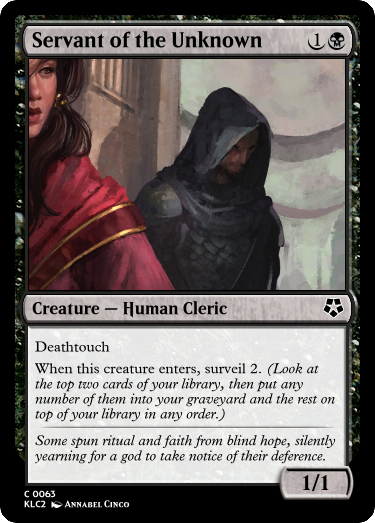 Servant of the Unknown 1
Creature — Human Cleric
Deathtouch
When this creature enters, surveil 2. (Look at
the top two cards of your library, then put any
number of them into your graveyard and the rest on
top of your library in any order.)
Some spun ritual and faith from blind hope, silently
yearning for a god to take notice of their deference.
1/1
C 0063
KLC2 Annabel Cinco